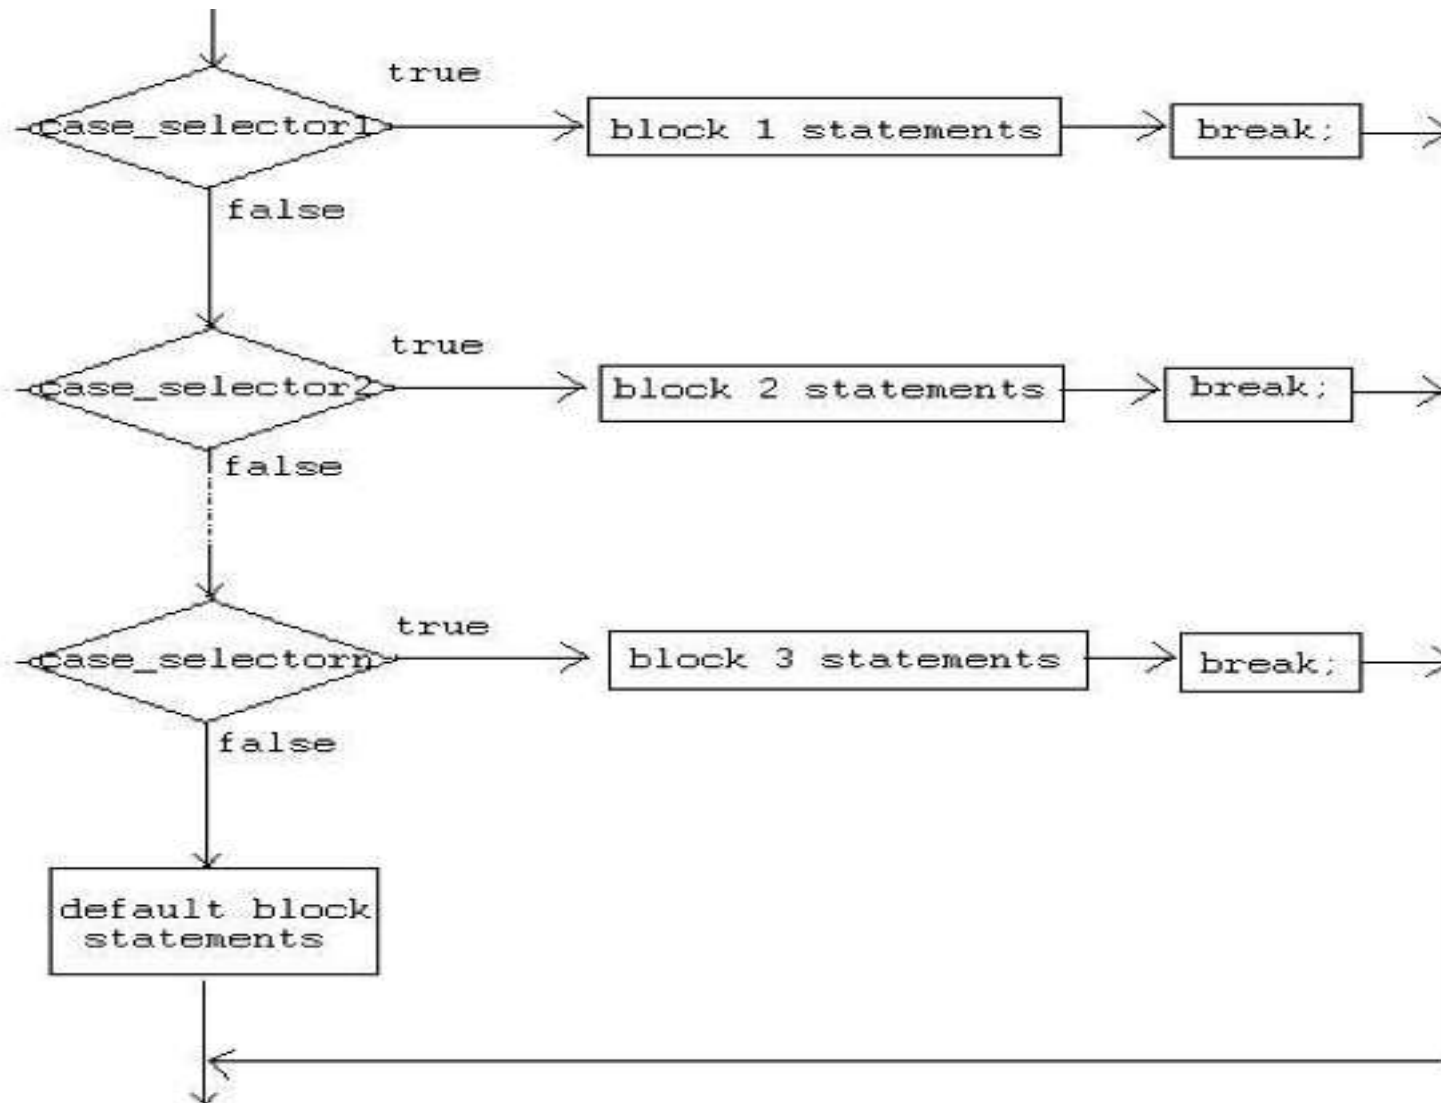 true
case_selector1
block 1 statements
break;
false
true
case_selector2
block 2 statements
break;
false
true
case_selectorn
block 3 statements
break;
false
default block
statements